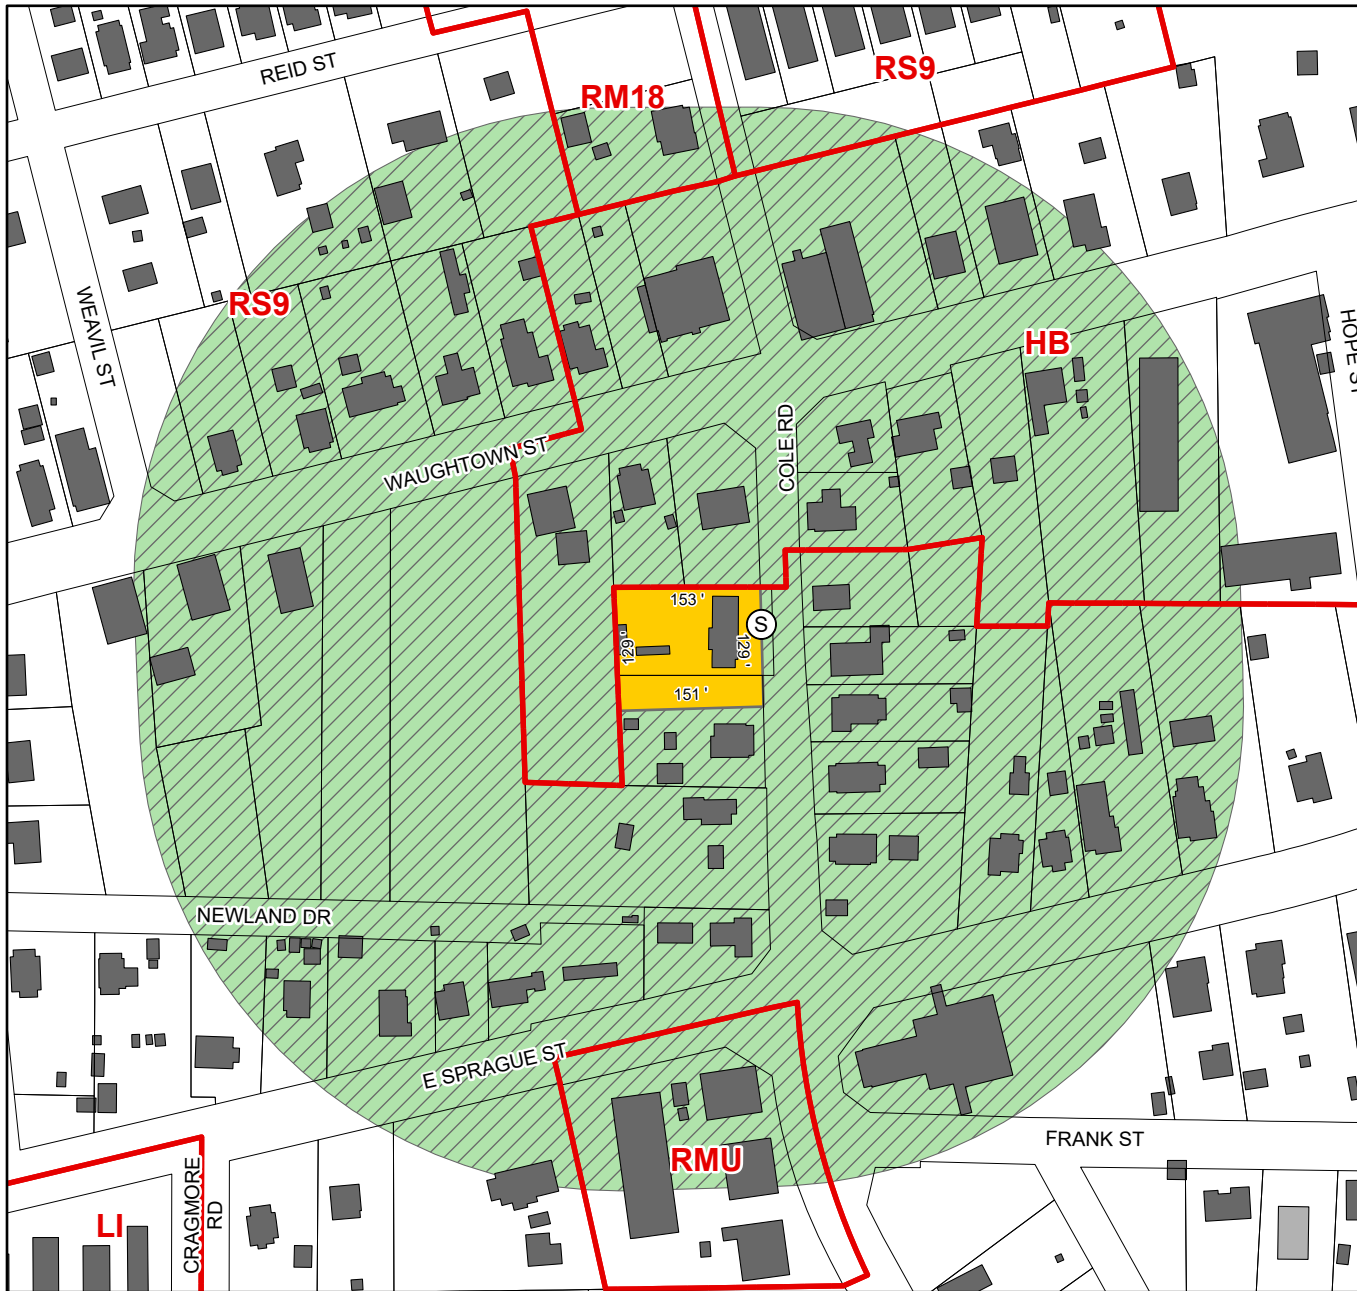 REID ST
RM18
RS9
RS9
WEAVIL ST
HOPE ST
HB
COLE RD
WAUGHTOWN ST
153 '
S
129 '
129 '
151 '
NEWLAND DR
E SPRAGUE ST
FRANK ST
RMU
CRAGMORE
RD
LI